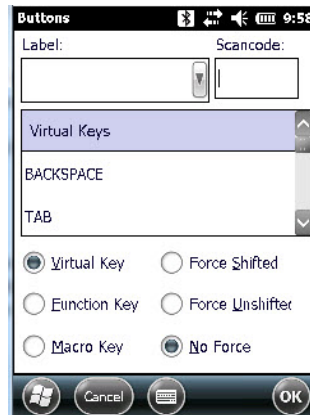 Buttons 9:58
Label: Scancode:
Virtual Keys
BACKSPACE
TAB
Virtual Key Force Shifted
Function Key Force Unshifted
Macro Key No Force
Cancel OK